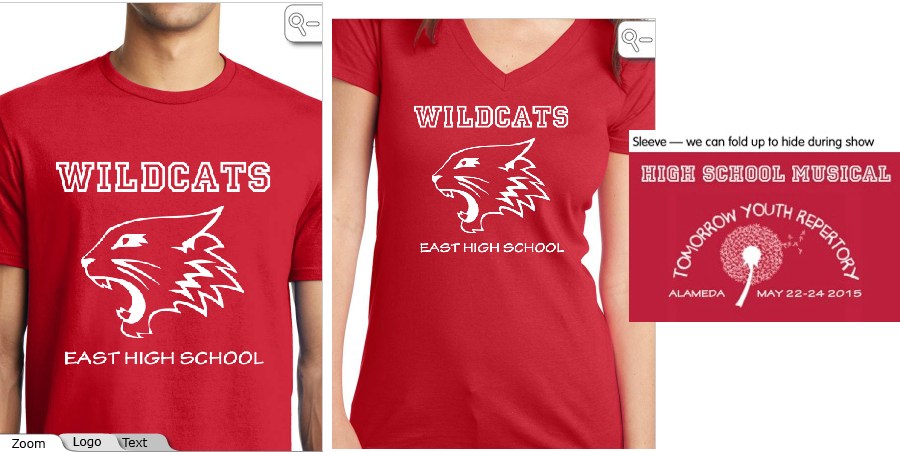 WILDCATS
EAST HIGH SCHOOL
Zoom Logo Text
WILDCATS
EAST HIGH SCHOOL
Sleeve — we can fold up to hide during show
HIGH SCHOOL MUSICAL
TOMORROW YOUTH REPERTORY
ALAMEDA MAY 22-24 2015